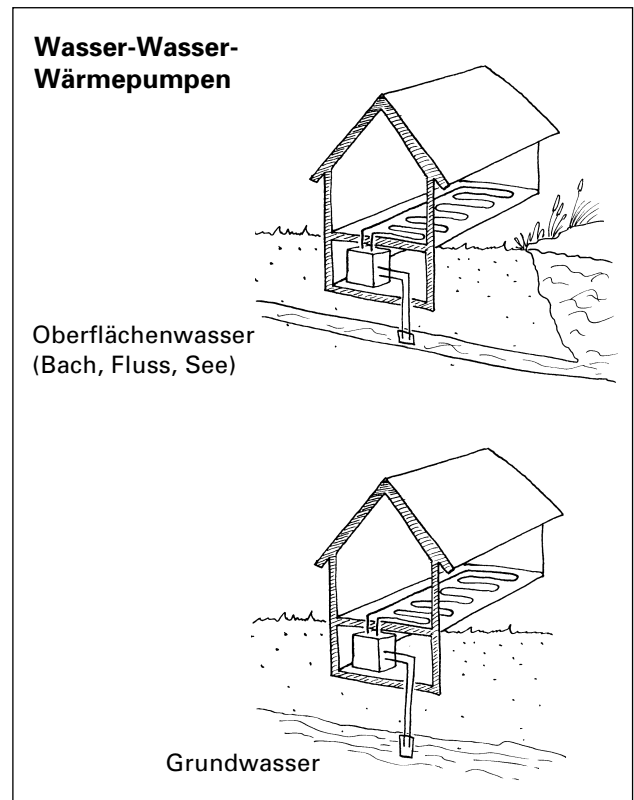 Wasser-Wasser-
Wärmepumpen
Oberflächenwasser
(Bach, Fluss, See)
Grundwasser